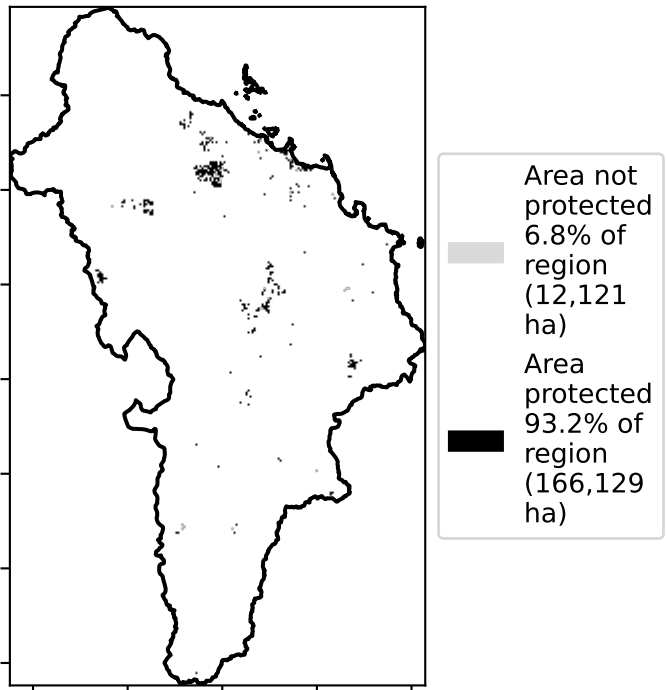 Area not
protected
6.8% of
region
(12,121
ha)
Area
protected
93.2% of
region
(166,129
ha)